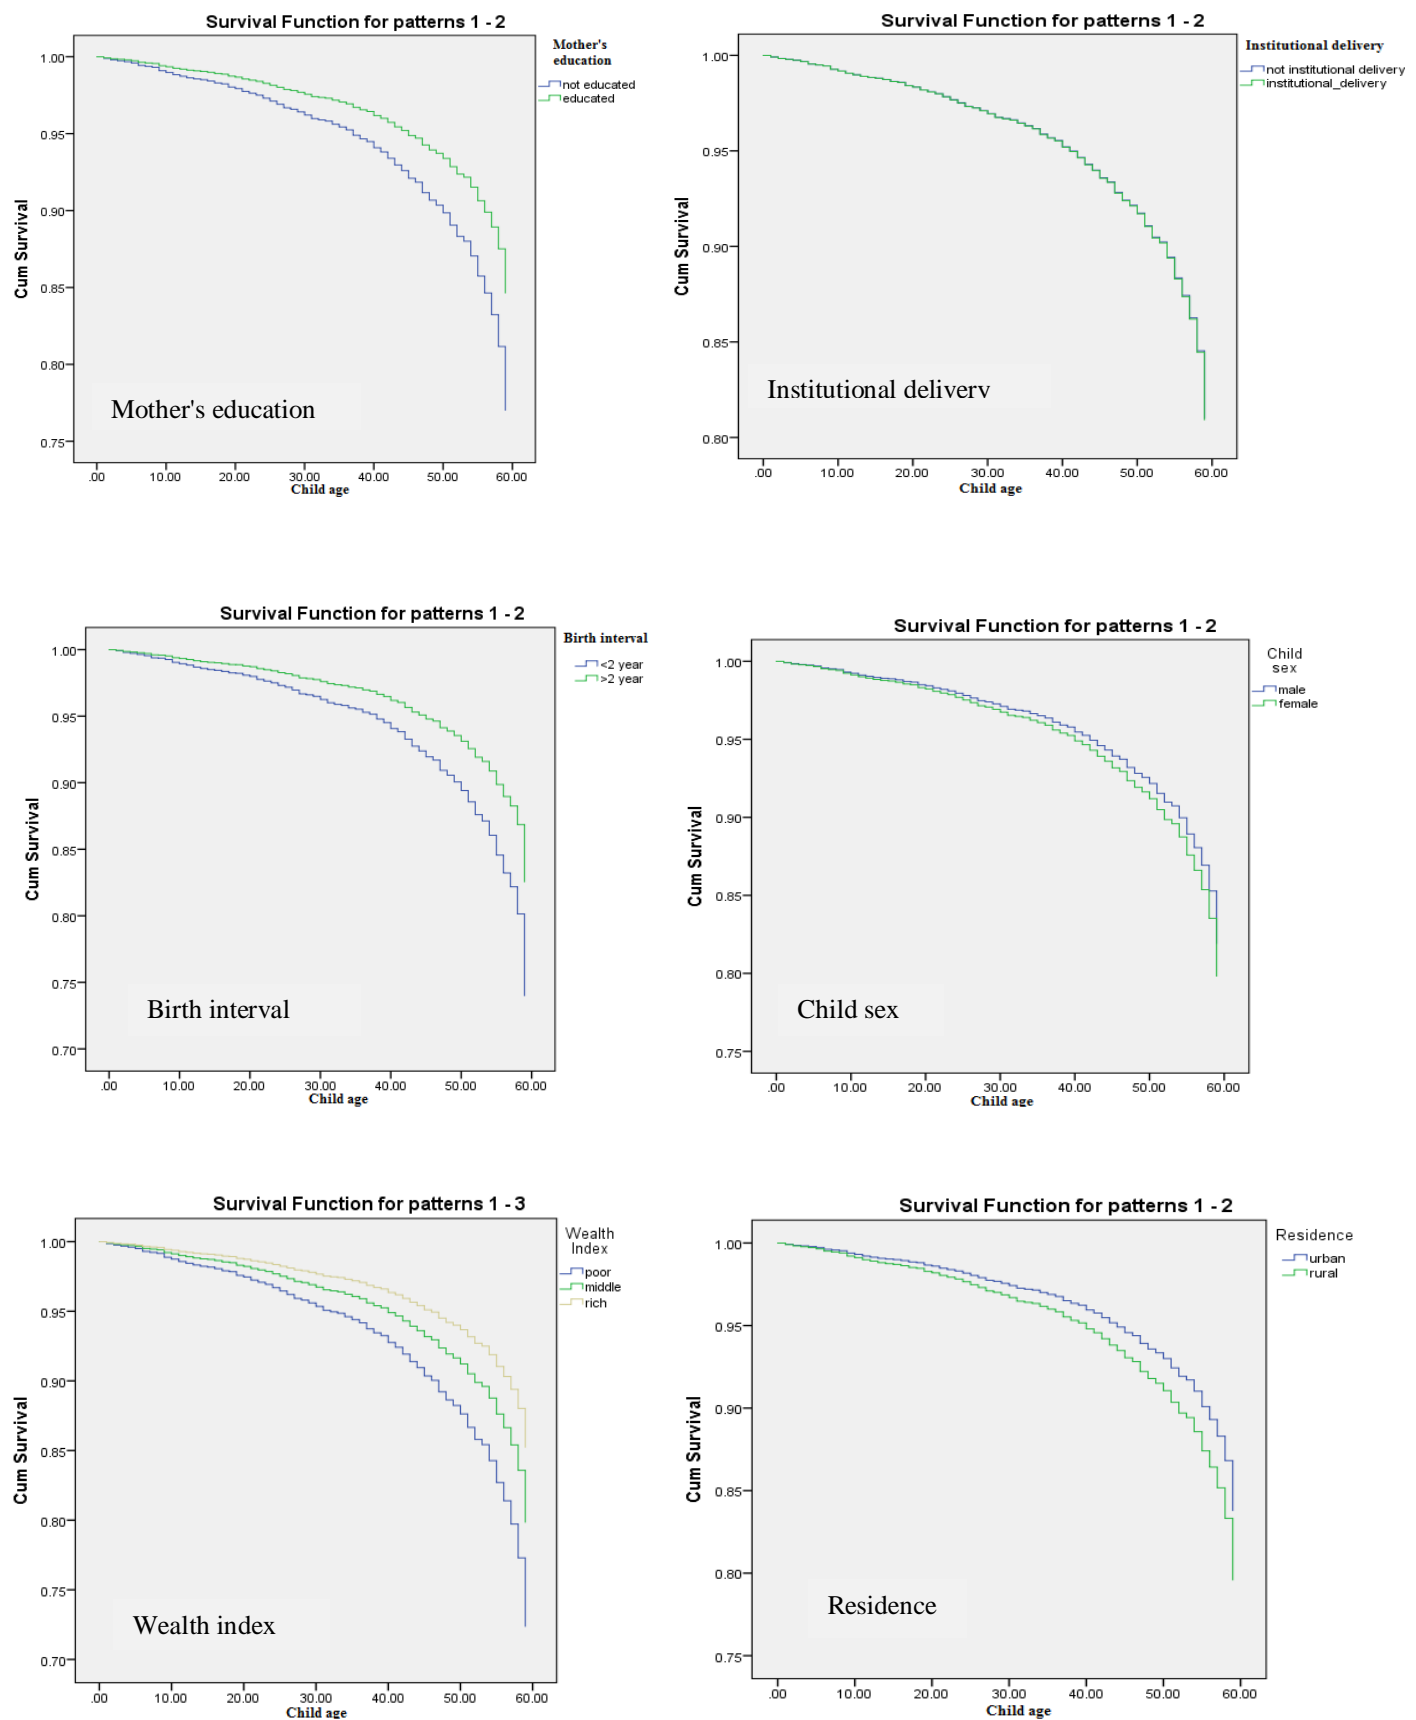 Survival Function for patterns 1 - 2
Mother's
education
not educated
educated
1.00
0.95
0.90
0.85
0.80
0.75
Cum Survival
Mother's education
.00 10.00 20.00 30.00 40.00 50.00 60.00
Child age
Survival Function for patterns 1 - 2
Institutional delivery
not institutional delivery
institutional_delivery
1.00
0.95
0.90
0.85
0.80
Cum Survival
Institutional delivery
.00 10.00 20.00 30.00 40.00 50.00 60.00
Child age
Survival Function for patterns 1 - 2
Birth interval
<2 year
>2 year
1.00
0.95
0.90
0.85
0.80
0.75
0.70
Cum Survival
Birth interval
.00 10.00 20.00 30.00 40.00 50.00 60.00
Child age
Survival Function for patterns 1 - 2
Child
sex
male
female
1.00
0.95
0.90
0.85
0.80
0.75
Cum Survival
Child sex
.00 10.00 20.00 30.00 40.00 50.00 60.00
Child age
Survival Function for patterns 1 - 3
Wealth
Index
poor
middle
rich
1.00
0.95
0.90
0.85
0.80
0.75
0.70
Cum Survival
Wealth index
.00 10.00 20.00 30.00 40.00 50.00 60.00
Child age
Survival Function for patterns 1 - 2
Residence
urban
rural
1.00
0.95
0.90
0.85
0.80
0.75
Cum Survival
Residence
.00 10.00 20.00 30.00 40.00 50.00 60.00
Child age